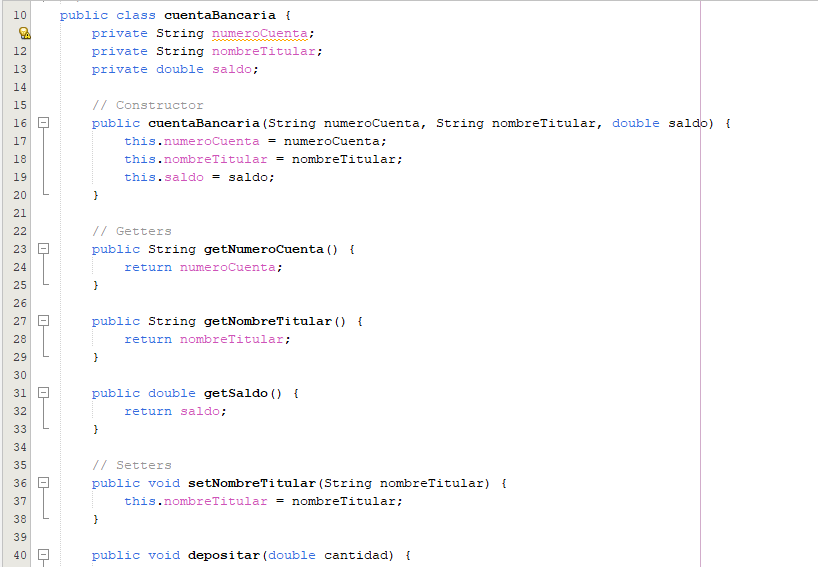 10 public class cuentaBancaria {
private String numeroCuenta;
12 private String nombreTitular;
13 private double saldo;
14
15 // Constructor
16 public cuentaBancaria(String numeroCuenta, String nombreTitular, double saldo) {
17 this.numeroCuenta = numeroCuenta;
18 this.nombreTitular = nombreTitular;
19 this.saldo = saldo;
20 }
21
22 // Getters
23 public String getNumeroCuenta() {
24 return numeroCuenta;
25 }
26
27 public String getNombreTitular() {
28 return nombreTitular;
29 }
30
31 public double getSaldo() {
32 return saldo;
33 }
34
35 // Setters
36 public void setNombreTitular(String nombreTitular) {
37 this.nombreTitular = nombreTitular;
38 }
39
40 public void depositar(double cantidad) {